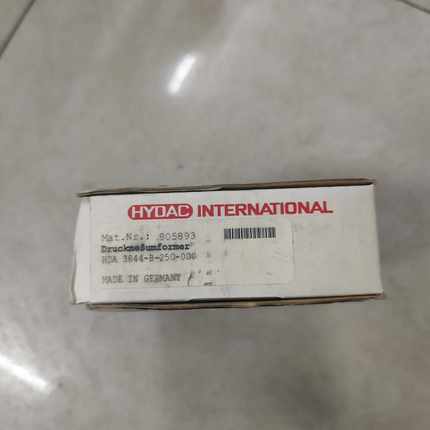 HYDAC INTERNATIONAL
Mat.Nr.: 905893
Druckmeßumformer
HDA 3844-B-250-000
MADE IN GERMANY